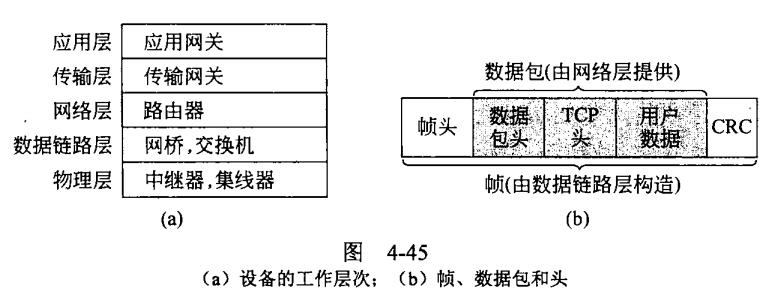 应用层 应用网关
传输层 传输网关
网络层 路由器
数据链路层 网桥,交换机
物理层 中继器,集线器
(a)
数据包(由网络层提供)
帧头 数据包头 TCP头 用户数据 CRC
帧(由数据链路层构造)
(b)
图 4-45
(a) 设备的工作层次; (b) 帧、数据包和头